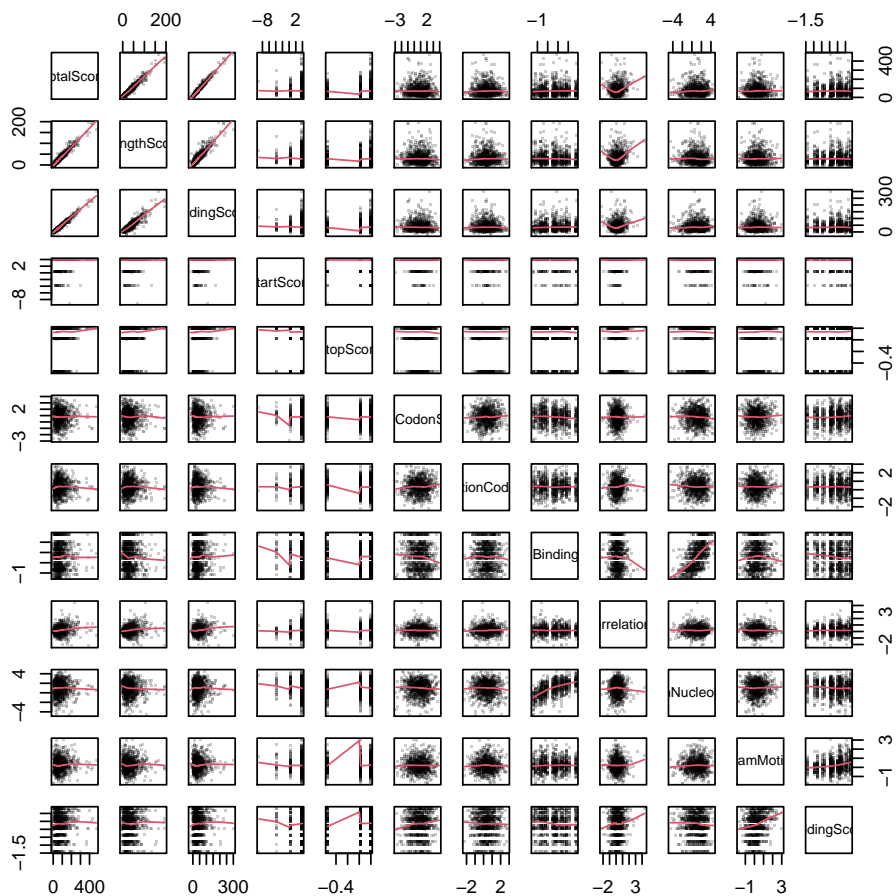 0 200 −8 2 −3 2 −1 −4 4 −1.5
otalScor 0 400
0 200 ngthSco
dingSco 0 300
−8 2 tartScor
topScor −0.4
−3 2 CodonS
tionCod −2 2
−1 Binding
rrelation −2 3
−4 4 Nucleo
amMoti −1 3
−1.5 dingSco
0 400 0 300 −0.4 −2 2 −2 3 −1 3